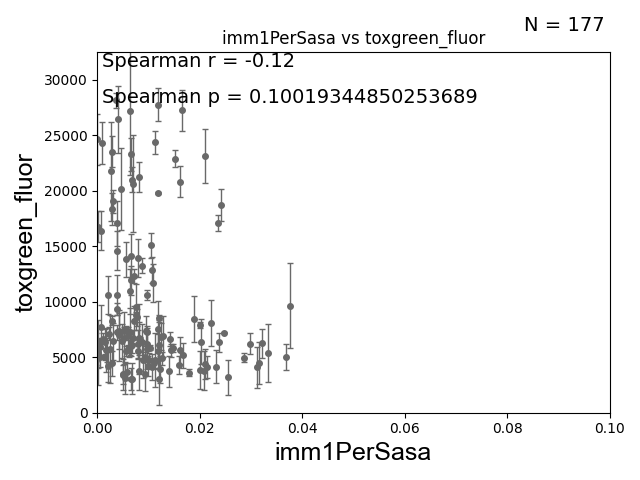 N = 177
imm1PerSasa vs toxgreen_fluor
Spearman r = -0.12
Spearman p = 0.10019344850253689
30000
25000
20000
15000
10000
5000
0
toxgreen_fluor
0.00 0.02 0.04 0.06 0.08 0.10
imm1PerSasa